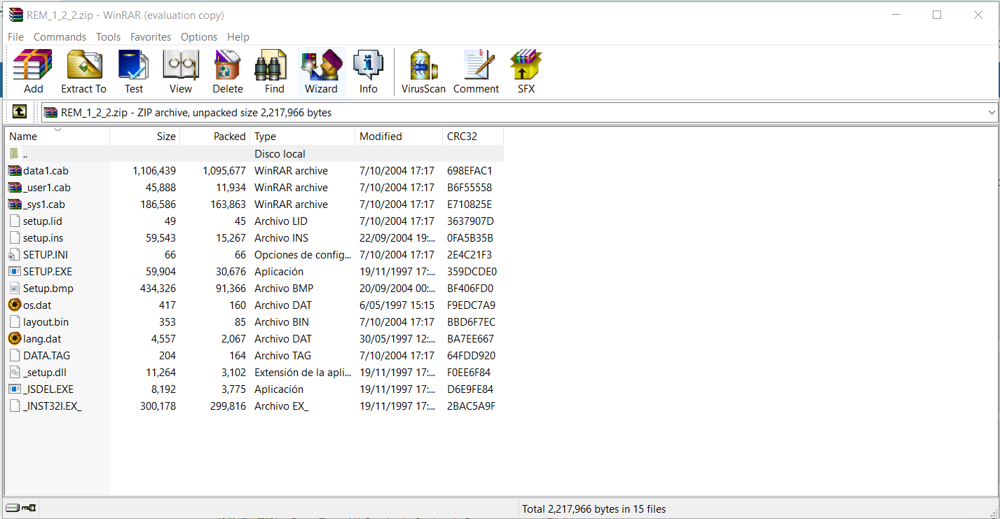 REM_1_2_2.zip - WinRAR (evaluation copy)
File Commands Tools Favorites Options Help
Add Extract To Test View Delete Find Wizard Info VirusScan Comment SFX
REM_1_2_2.zip - ZIP archive, unpacked size 2,217,966 bytes
Name Size Packed Type Modified CRC32
.. Disco local
data1.cab 1,106,439 1,095,677 WinRAR archive 7/10/2004 17:17 698EFAC1
_user1.cab 45,888 11,934 WinRAR archive 7/10/2004 17:17 B6F55558
_sys1.cab 186,586 163,863 WinRAR archive 7/10/2004 17:17 E710825E
setup.lid 49 45 Archivo LID 7/10/2004 17:17 3637907D
setup.ins 59,543 15,267 Archivo INS 22/09/2004 19:... 0FA5B35B
SETUP.INI 66 66 Opciones de config... 7/10/2004 17:17 2E4C21F3
SETUP.EXE 59,904 30,676 Aplicación 19/11/1997 17:... 359DCDE0
Setup.bmp 434,326 91,366 Archivo BMP 20/09/2004 00:... BF406FD0
os.dat 417 160 Archivo DAT 6/05/1997 15:15 F9EDC7A9
layout.bin 353 85 Archivo BIN 7/10/2004 17:17 BBD6F7EC
lang.dat 4,557 2,067 Archivo DAT 30/05/1997 12:... BA7EE667
DATA.TAG 204 164 Archivo TAG 7/10/2004 17:17 64FDD920
_setup.dll 11,264 3,102 Extensión de la apli... 19/11/1997 17:... F0EE6F84
_ISDEL.EXE 8,192 3,775 Aplicación 19/11/1997 17:... D6E9FE84
_INST32I.EX_ 300,178 299,816 Archivo EX_ 19/11/1997 17:... 2BAC5A9F
Total 2,217,966 bytes in 15 files